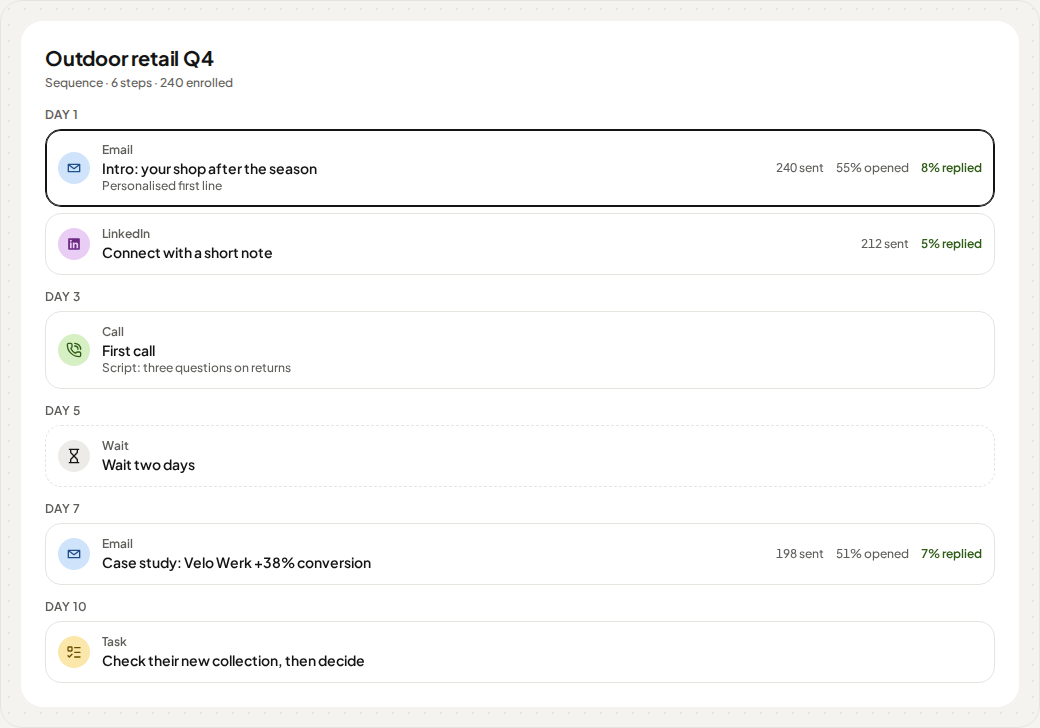 Outdoor retail Q4
Sequence · 6 steps · 240 enrolled
DAY 1
Email
Intro: your shop after the season
Personalised first line
240 sent 55% opened 8% replied
LinkedIn
Connect with a short note
212 sent 5% replied
DAY 3
Call
First call
Script: three questions on returns
DAY 5
Wait
Wait two days
DAY 7
Email
Case study: Velo Werk +38% conversion
198 sent 51% opened 7% replied
DAY 10
Task
Check their new collection, then decide